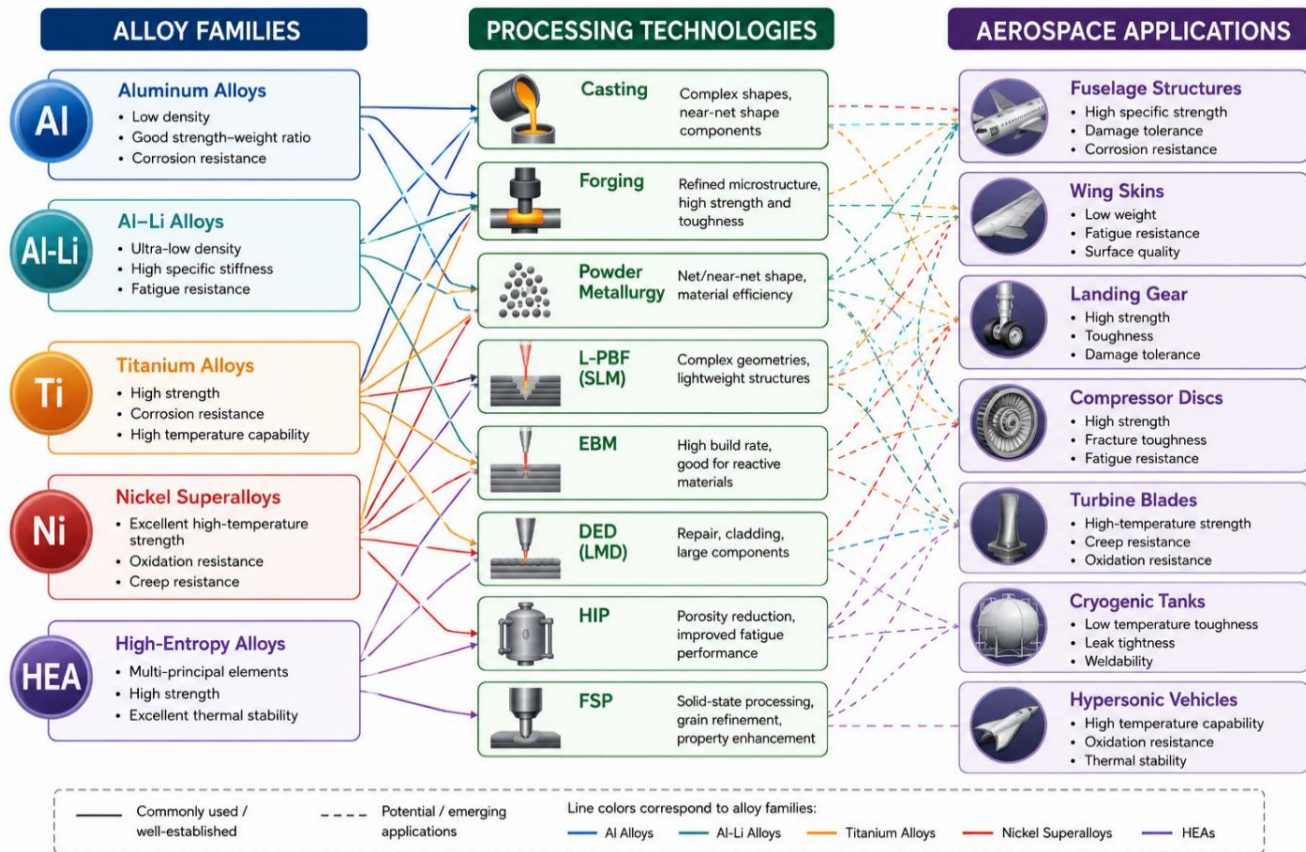 ALLOY FAMILIES
Al
Aluminum Alloys
• Low density
• Good strength–weight ratio
• Corrosion resistance
Al-Li
Al–Li Alloys
• Ultra-low density
• High specific stiffness
• Fatigue resistance
Ti
Titanium Alloys
• High strength
• Corrosion resistance
• High temperature capability
Ni
Nickel Superalloys
• Excellent high-temperature
strength
• Oxidation resistance
• Creep resistance
HEA
High-Entropy Alloys
• Multi-principal elements
• High strength
• Excellent thermal stability
PROCESSING TECHNOLOGIES
Casting
Complex shapes,
near-net shape
components
Forging
Refined microstructure,
high strength and
toughness
Powder
Metallurgy
Net/near-net shape,
material efficiency
L-PBF
(SLM)
Complex geometries,
lightweight structures
EBM
High build rate,
good for reactive
materials
DED
(LMD)
Repair, cladding,
large components
HIP
Porosity reduction,
improved fatigue
performance
FSP
Solid-state processing,
grain refinement,
property enhancement
AEROSPACE APPLICATIONS
Fuselage Structures
• High specific strength
• Damage tolerance
• Corrosion resistance
Wing Skins
• Low weight
• Fatigue resistance
• Surface quality
Landing Gear
• High strength
• Toughness
• Damage tolerance
Compressor Discs
• High strength
• Fracture toughness
• Fatigue resistance
Turbine Blades
• High-temperature strength
• Creep resistance
• Oxidation resistance
Cryogenic Tanks
• Low temperature toughness
• Leak tightness
• Weldability
Hypersonic Vehicles
• High temperature capability
• Oxidation resistance
• Thermal stability
Commonly used /
well-established
Potential / emerging
applications
Line colors correspond to alloy families:
Al Alloys
Al-Li Alloys
Titanium Alloys
Nickel Superalloys
HEAs